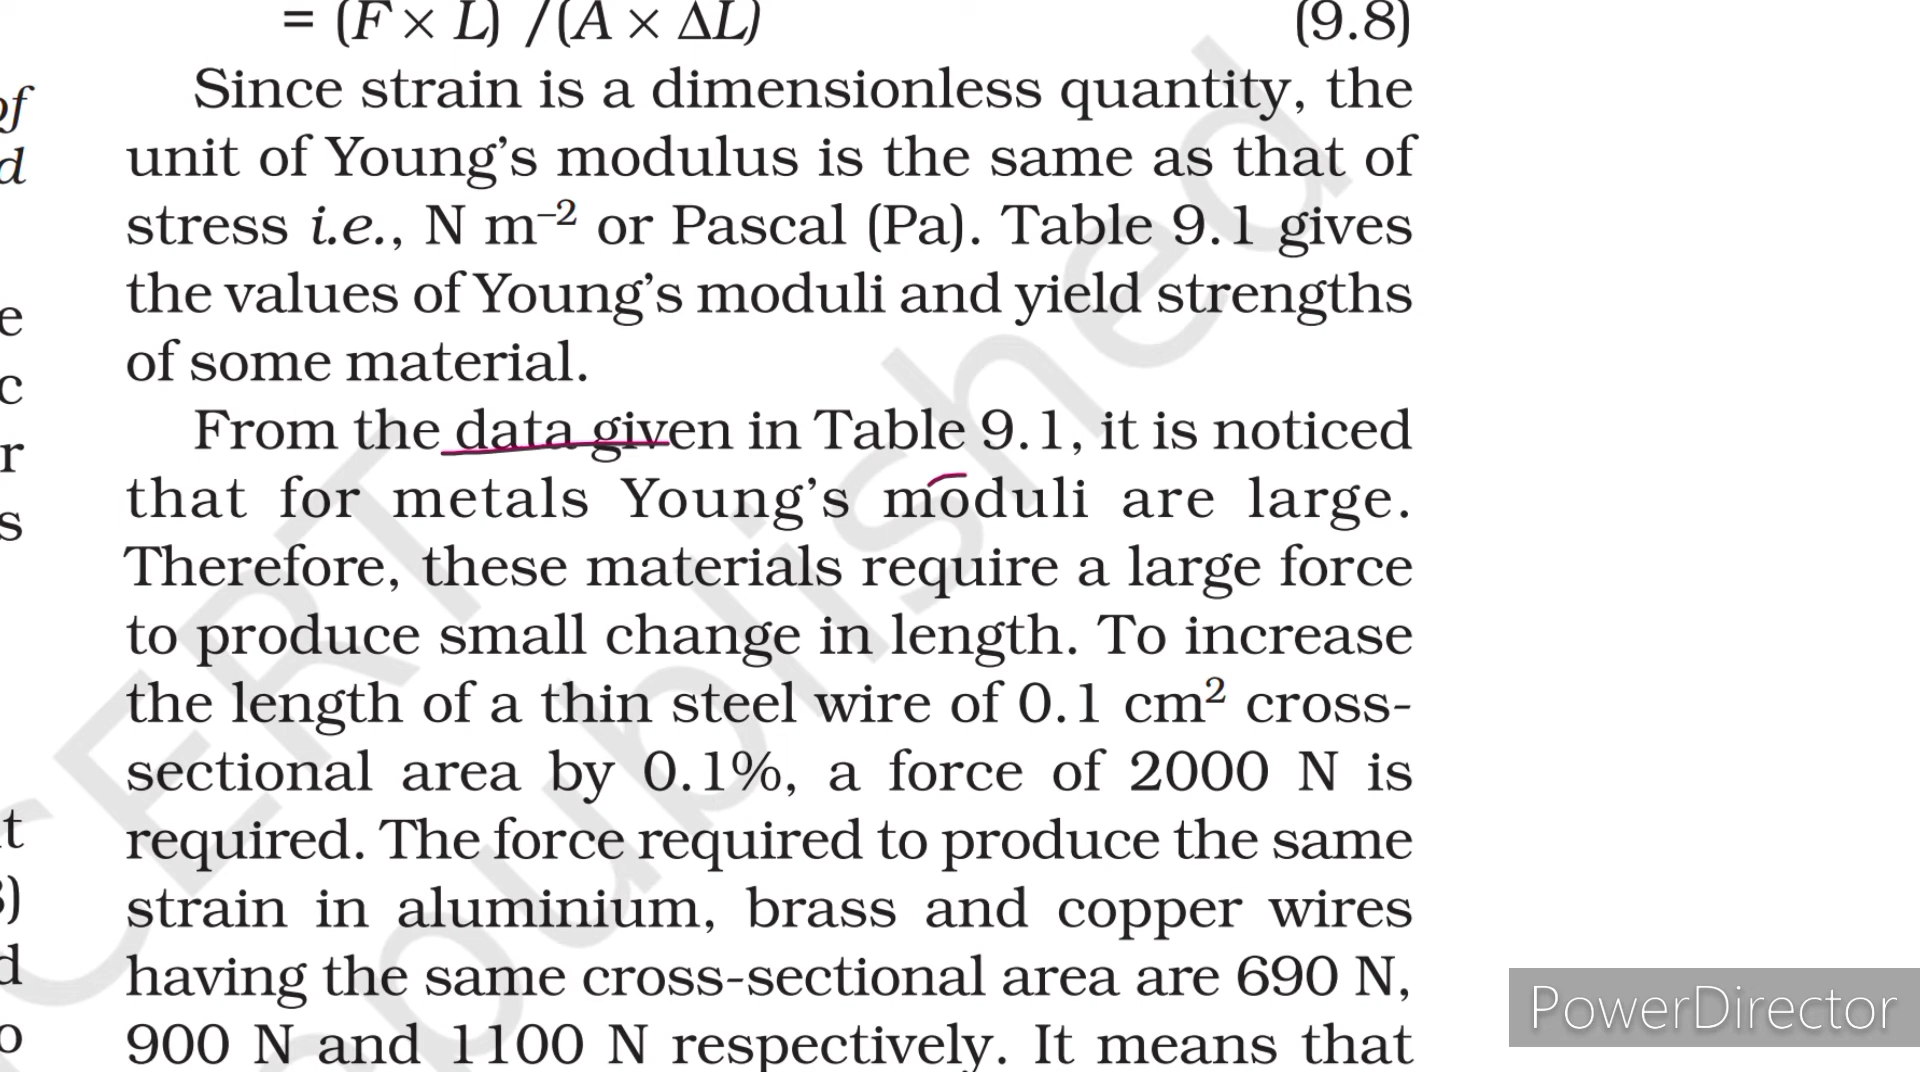 = (F × L) /(A × ΔL) (9.8)
Since strain is a dimensionless quantity, the
unit of Young's modulus is the same as that of
stress i.e., N m⁻² or Pascal (Pa). Table 9.1 gives
the values of Young's moduli and yield strengths
of some material.
From the data given in Table 9.1, it is noticed
that for metals Young's moduli are large.
Therefore, these materials require a large force
to produce small change in length. To increase
the length of a thin steel wire of 0.1 cm² cross-
sectional area by 0.1%, a force of 2000 N is
required. The force required to produce the same
strain in aluminium, brass and copper wires
having the same cross-sectional area are 690 N,
900 N and 1100 N respectively. It means that
of
d
e
c
r
s
t
)
d
o
CERT
published
PowerDirector